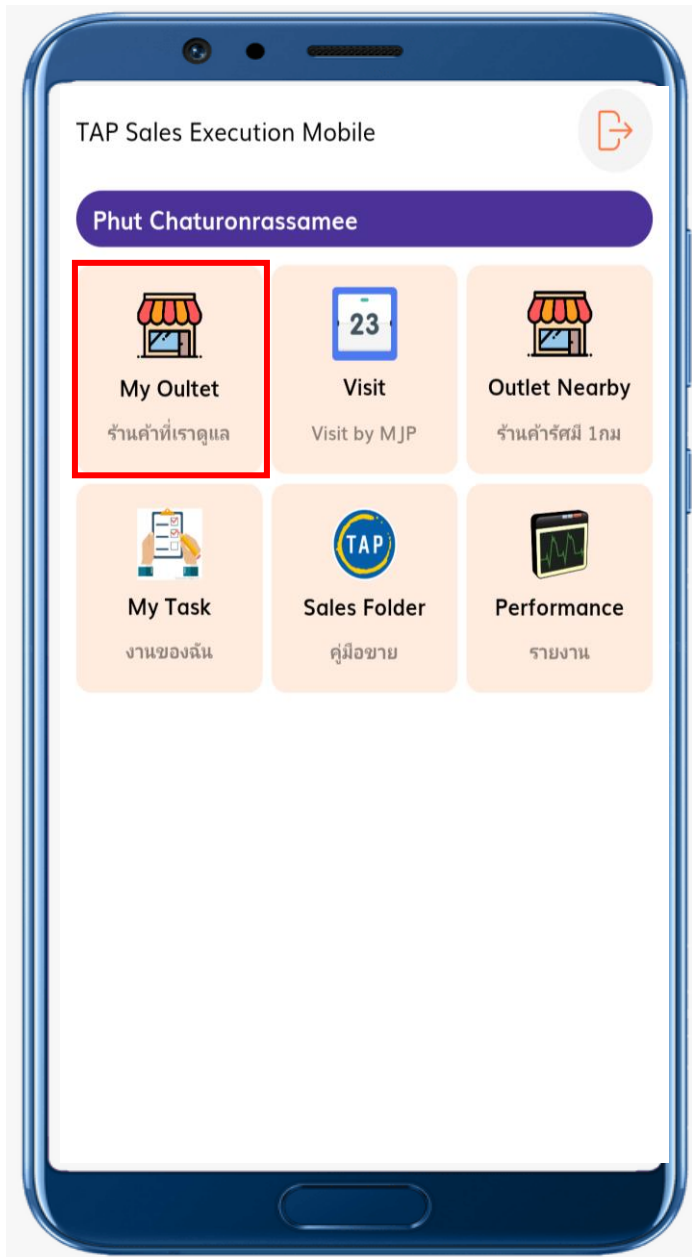 TAP Sales Execution Mobile
Phut Chaturonrassamee
23
My Oultet
Visit
Outlet Nearby
ร้านค้าที่เราดูแล
Visit by MJP
ร้านค้ารัศมี 1กม
TAP
My Task
Sales Folder
Performance
งานของฉัน
คู่มือขาย
รายงาน